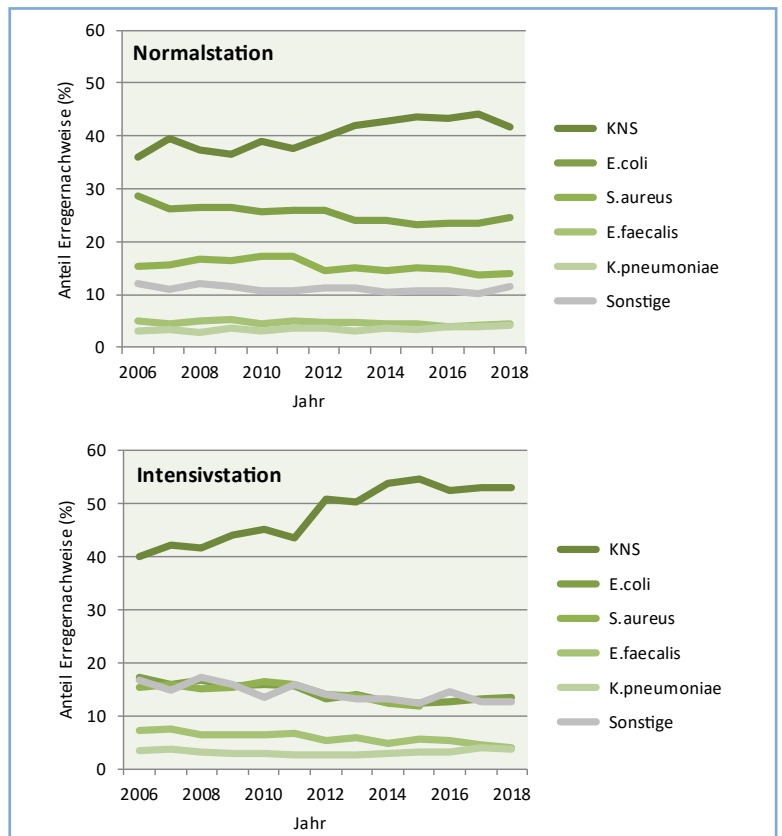 Normalstation
Anteil Erregernachweise (%)
60
50
40
30
20
10
0
2006 2008 2010 2012 2014 2016 2018
Jahr
KNS
E.coli
S.aureus
E.faecalis
K.pneumoniae
Sonstige
Intensivstation
Anteil Erregernachweise (%)
60
50
40
30
20
10
0
2006 2008 2010 2012 2014 2016 2018
Jahr
KNS
E.coli
S.aureus
E.faecalis
K.pneumoniae
Sonstige